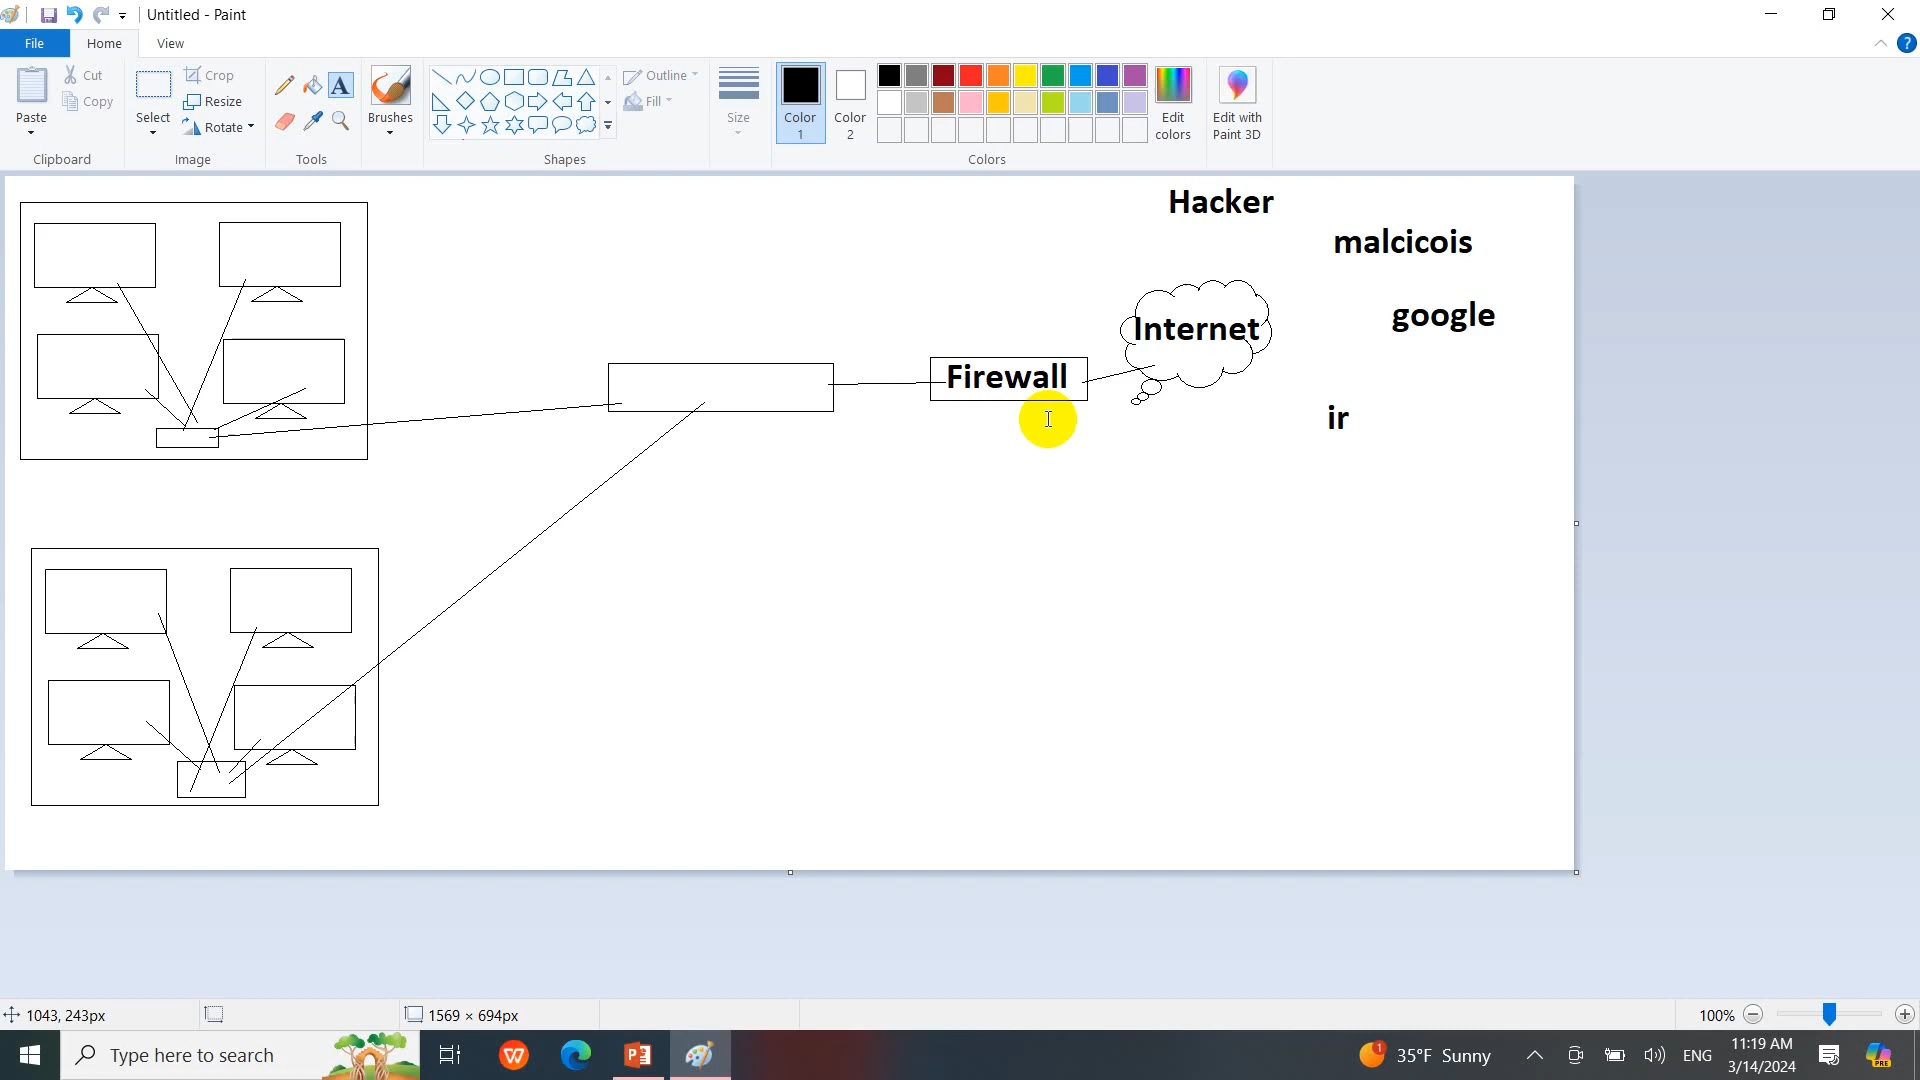 Untitled - Paint
File Home View
Paste
Cut
Copy
Clipboard
Select
Crop
Resize
Rotate
Image
A
Tools
Brushes
Shapes
Outline
Fill
Size
Color 1
Color 2
Colors
Edit colors
Edit with Paint 3D
?
Hacker
malcicois
google
Internet
Firewall
ir
1043, 243px
1569 × 694px
100%
Type here to search
1
35°F Sunny
ENG
11:19 AM
3/14/2024
PRE